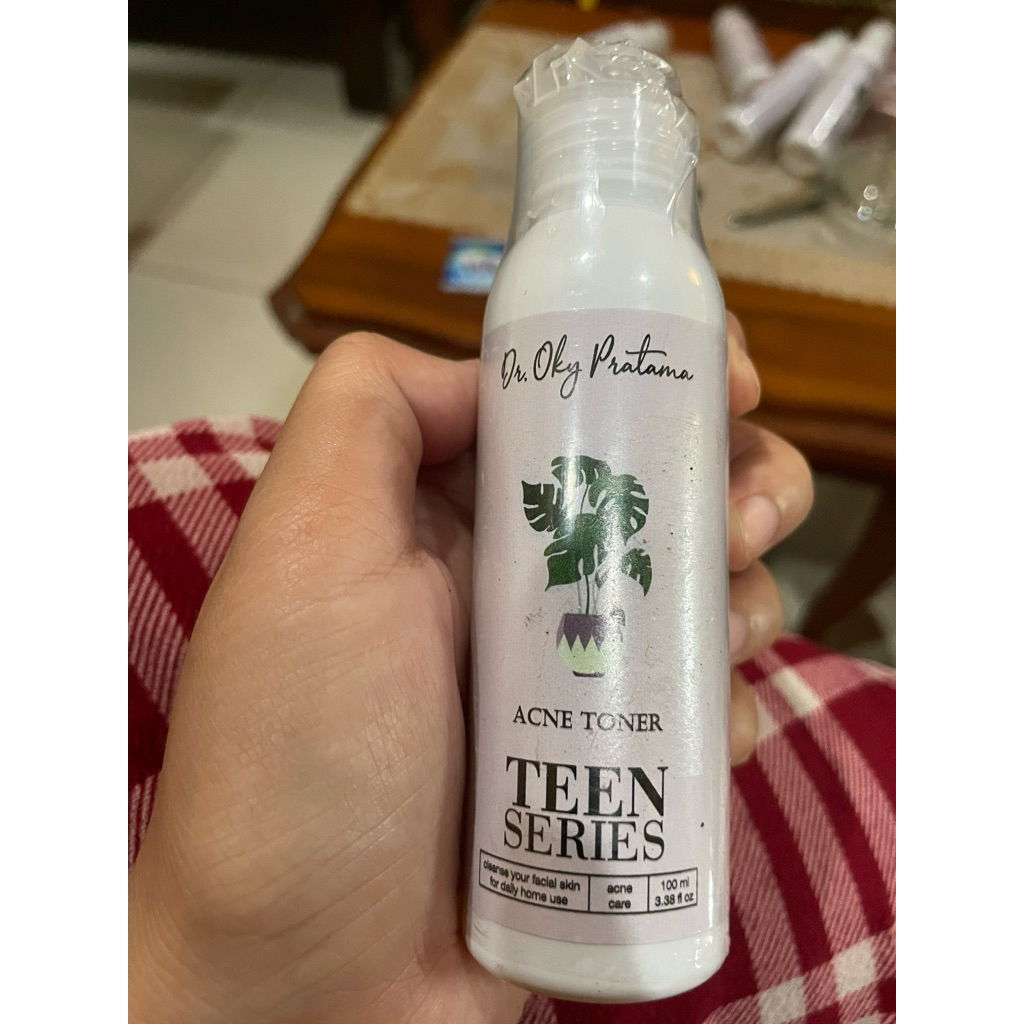 Dr. Oky Pratama
ACNE TONER
TEEN
SERIES
cleanse your facial skin
for daily home use
acne
care
100 ml
3.38 fl oz